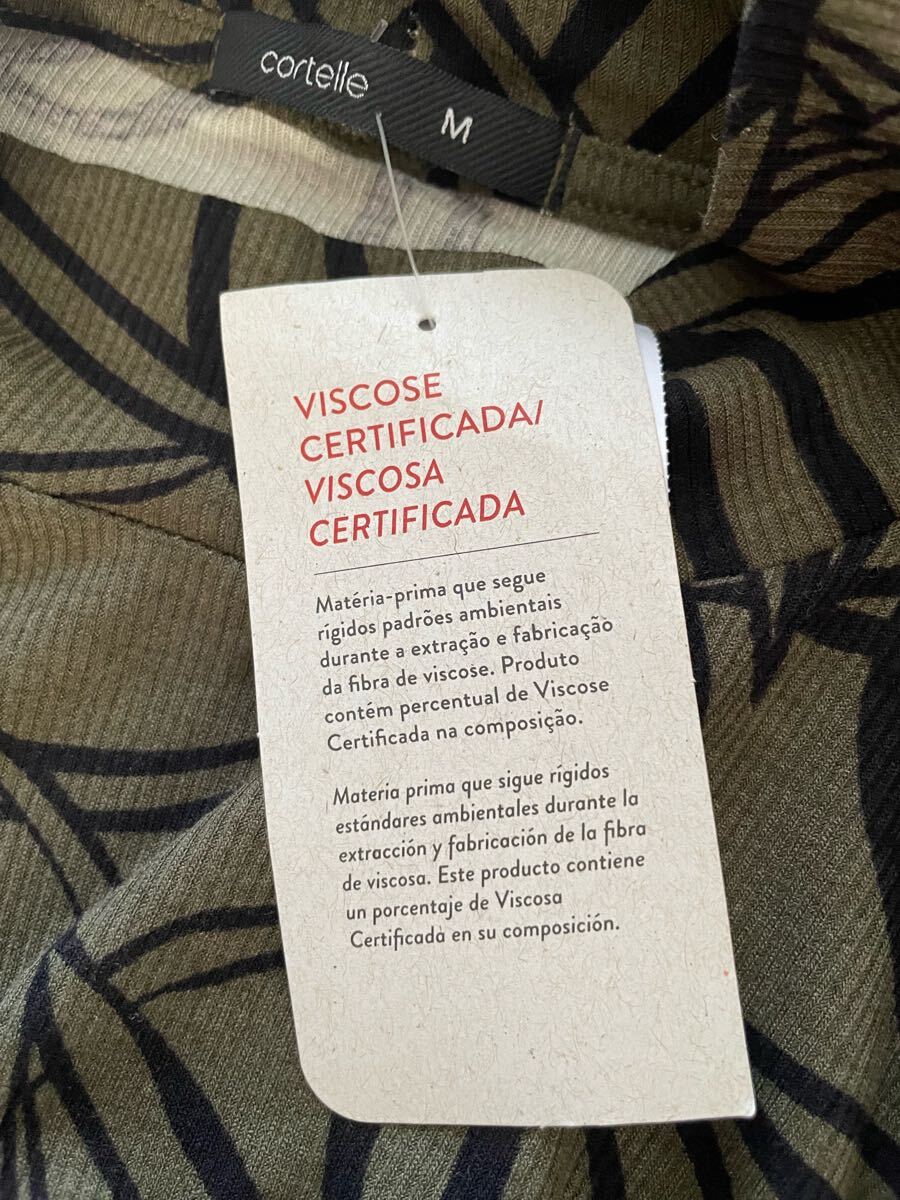 cortelle
M
VISCOSE
CERTIFICADA/
VISCOSA
CERTIFICADA
Matéria-prima que segue
rígidos padrões ambientais
durante a extração e fabricação
da fibra de viscose. Produto
contém percentual de Viscose
Certificada na composição.
Materia prima que sigue rígidos
estándares ambientales durante la
extracción y fabricación de la fibra
de viscosa. Este producto contiene
un porcentaje de Viscosa
Certificada en su composición.